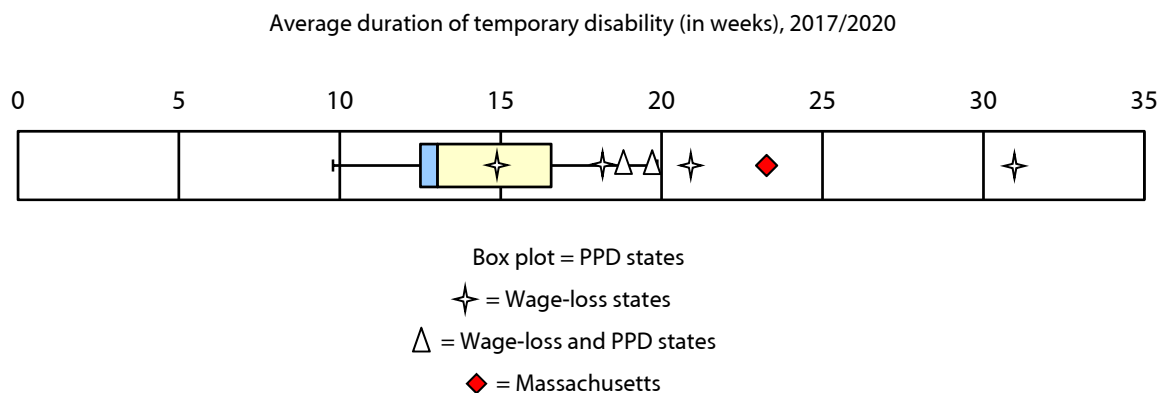 Average duration of temporary disability (in weeks), 2017/2020
0 5 10 15 20 25 30 35
Box plot = PPD states
= Wage-loss states
= Wage-loss and PPD states
= Massachusetts